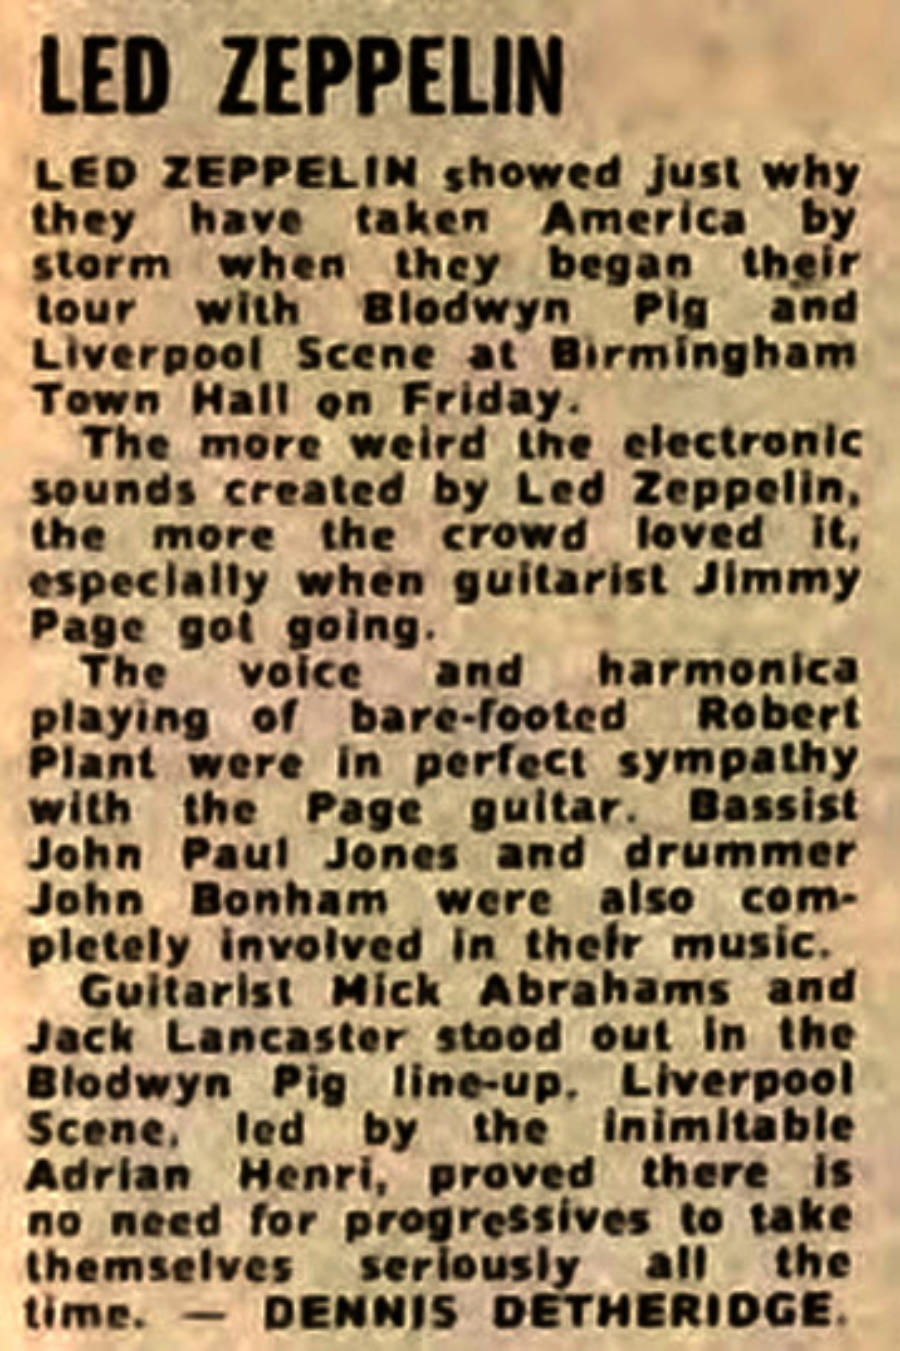 LED ZEPPELIN
LED ZEPPELIN showed just why
they have taken America by
storm when they began their
tour with Blodwyn Pig and
Liverpool Scene at Birmingham
Town Hall on Friday.
The more weird the electronic
sounds created by Led Zeppelin,
the more the crowd loved it,
especially when guitarist Jimmy
Page got going.
The voice and harmonica
playing of bare-footed Robert
Plant were in perfect sympathy
with the Page guitar. Bassist
John Paul Jones and drummer
John Bonham were also com-
pletely involved in their music.
Guitarist Mick Abrahams and
Jack Lancaster stood out in the
Blodwyn Pig line-up. Liverpool
Scene, led by the inimitable
Adrian Henri, proved there is
no need for progressives to take
themselves seriously all the
time. — DENNIS DETHERIDGE.